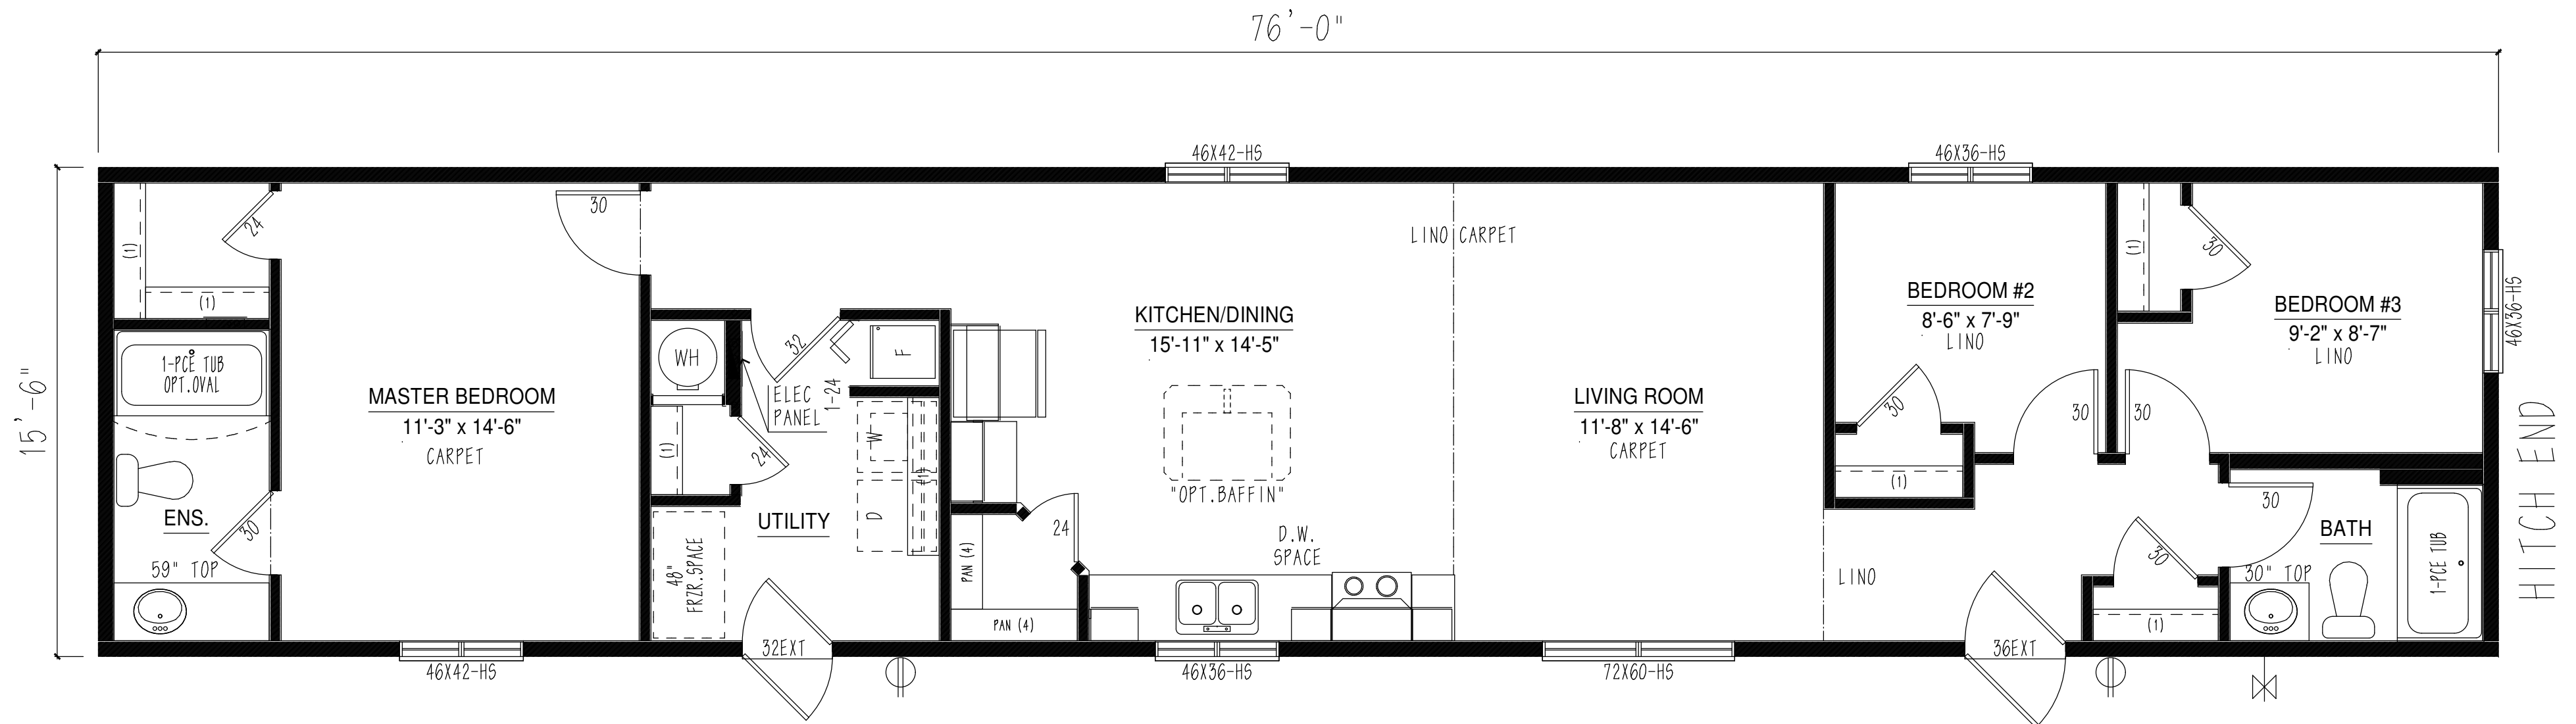 76'-0"
46X42-HS
46X36-HS
15'-6"
24
(1)
(1)
30
30
(1)
LINO CARPET
1-PCE TUB
OPT.OVAL
MASTER BEDROOM
11'-3" x 14'-6"
CARPET
WH
32
F
ELEC
PANEL
1-24
(1)
24
W
(1)
D
UTILITY
48"
FRZR.SPACE
KITCHEN/DINING
15'-11" x 14'-5"
"OPT.BAFFIN"
D.W.
SPACE
24
PAN (4)
PAN (4)
LIVING ROOM
11'-8" x 14'-6"
CARPET
BEDROOM #2
8'-6" x 7'-9"
LINO
30
(1)
30
30
BEDROOM #3
9'-2" x 8'-7"
LINO
46X36-HS
HITCH END
ENS.
30
59" TOP
LINO
30
(1)
30
BATH
30" TOP
1-PCE TUB
32EXT
36EXT
46X42-HS
46X36-HS
72X60-HS